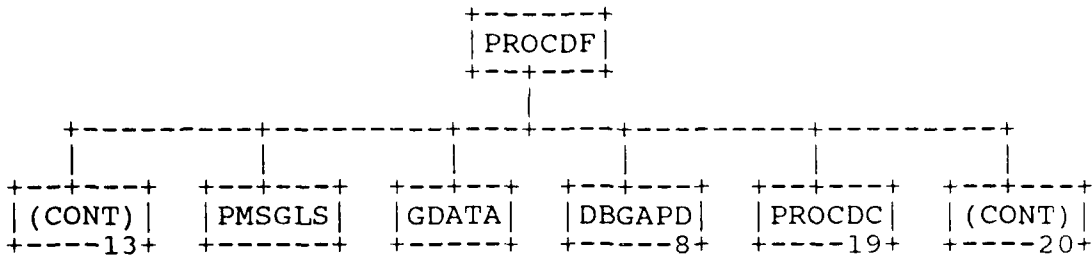 PROCDF
(CONT) PMSGLS GDATA DBGAPD PROCDC (CONT)
13 8 19 20